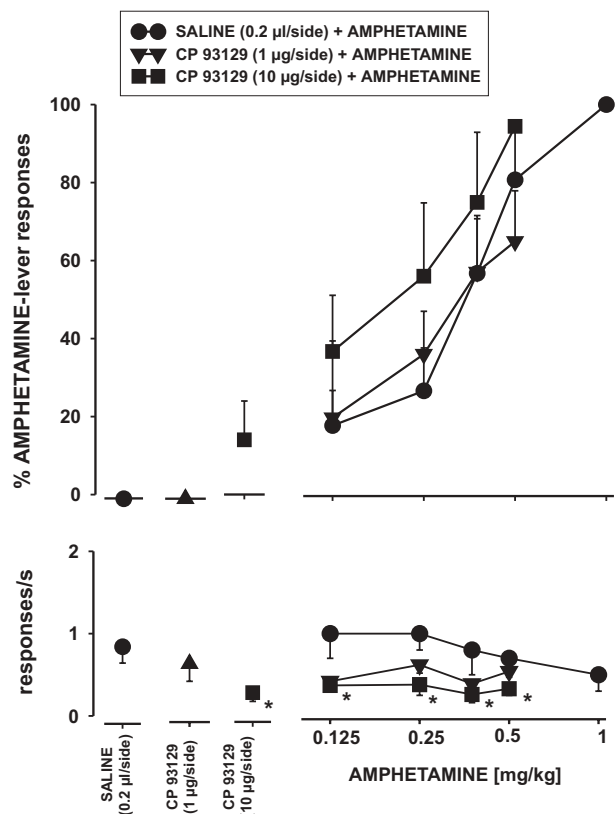 SALINE (0.2 µl/side) + AMPHETAMINE
CP 93129 (1 µg/side) + AMPHETAMINE
CP 93129 (10 µg/side) + AMPHETAMINE
% AMPHETAMINE-lever responses
100
80
60
40
20
0
responses/s
2
1
0
*
*
*
*
*
SALINE
(0.2 µl/side)
CP 93129
(1 µg/side)
CP 93129
(10 µg/side)
0.125
0.25
0.5
1
AMPHETAMINE [mg/kg]